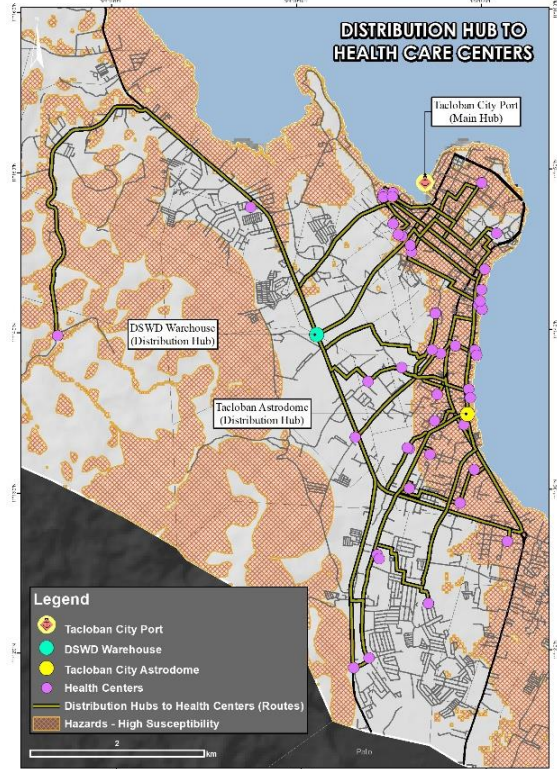 DISTRIBUTION HUB TO
HEALTH CARE CENTERS
Tacloban City Port
(Main Hub)
DSWD Warehouse
(Distribution Hub)
Tacloban Astrodome
(Distribution Hub)
Legend
Tacloban City Port
DSWD Warehouse
Tacloban City Astrodome
Health Centers
Distribution Hubs to Health Centers (Routes)
Hazards - High Susceptibility
2
km
Palo